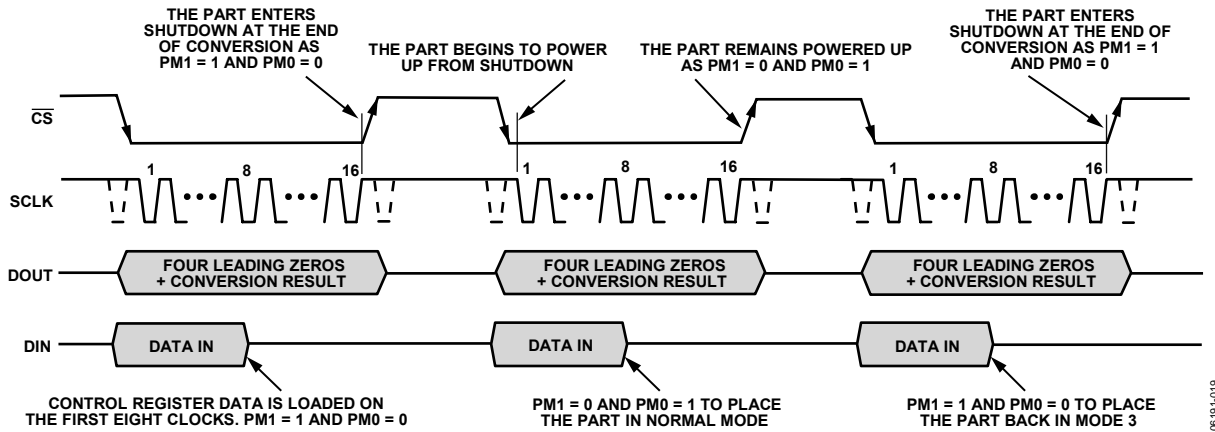 THE PART ENTERS
SHUTDOWN AT THE END
OF CONVERSION AS
PM1 = 1 AND PM0 = 0
THE PART BEGINS TO POWER
UP FROM SHUTDOWN
THE PART REMAINS POWERED UP
AS PM1 = 0 AND PM0 = 1
THE PART ENTERS
SHUTDOWN AT THE END OF
CONVERSION AS PM1 = 1
AND PM0 = 0
CS
1 8 16 1 8 16 1 8 16
SCLK
DOUT
FOUR LEADING ZEROS
+ CONVERSION RESULT
FOUR LEADING ZEROS
+ CONVERSION RESULT
FOUR LEADING ZEROS
+ CONVERSION RESULT
DIN
DATA IN
DATA IN
DATA IN
CONTROL REGISTER DATA IS LOADED ON
THE FIRST EIGHT CLOCKS. PM1 = 1 AND PM0 = 0
PM1 = 0 AND PM0 = 1 TO PLACE
THE PART IN NORMAL MODE
PM1 = 1 AND PM0 = 0 TO PLACE
THE PART BACK IN MODE 3
06191-019